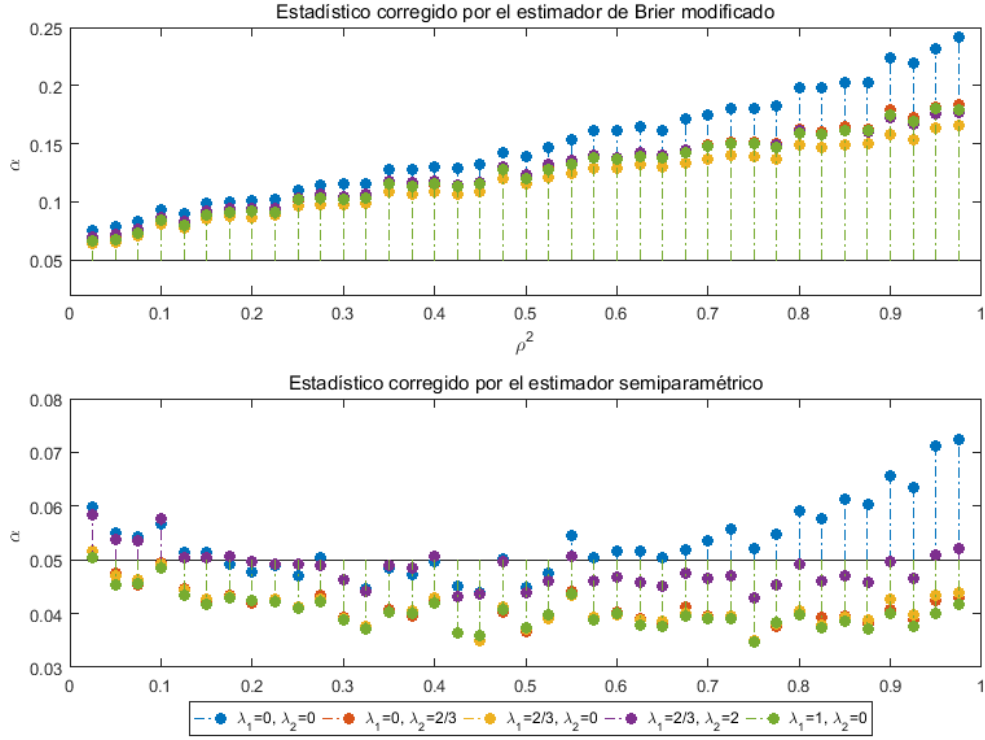 Estadístico corregido por el estimador de Brier modificado
0.25
0.2
0.15
0.1
0.05
α
0 0.1 0.2 0.3 0.4 0.5 0.6 0.7 0.8 0.9 1
ρ²
Estadístico corregido por el estimador semiparamétrico
0.08
0.07
0.06
0.05
0.04
0.03
α
0 0.1 0.2 0.3 0.4 0.5 0.6 0.7 0.8 0.9 1
λ₁=0, λ₂=0 λ₁=0, λ₂=2/3 λ₁=2/3, λ₂=0 λ₁=2/3, λ₂=2 λ₁=1, λ₂=0